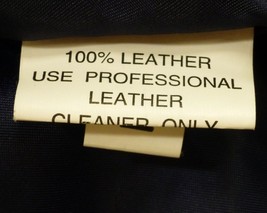 100% LEATHER
USE PROFESSIONAL
LEATHER
CLEANER ONLY